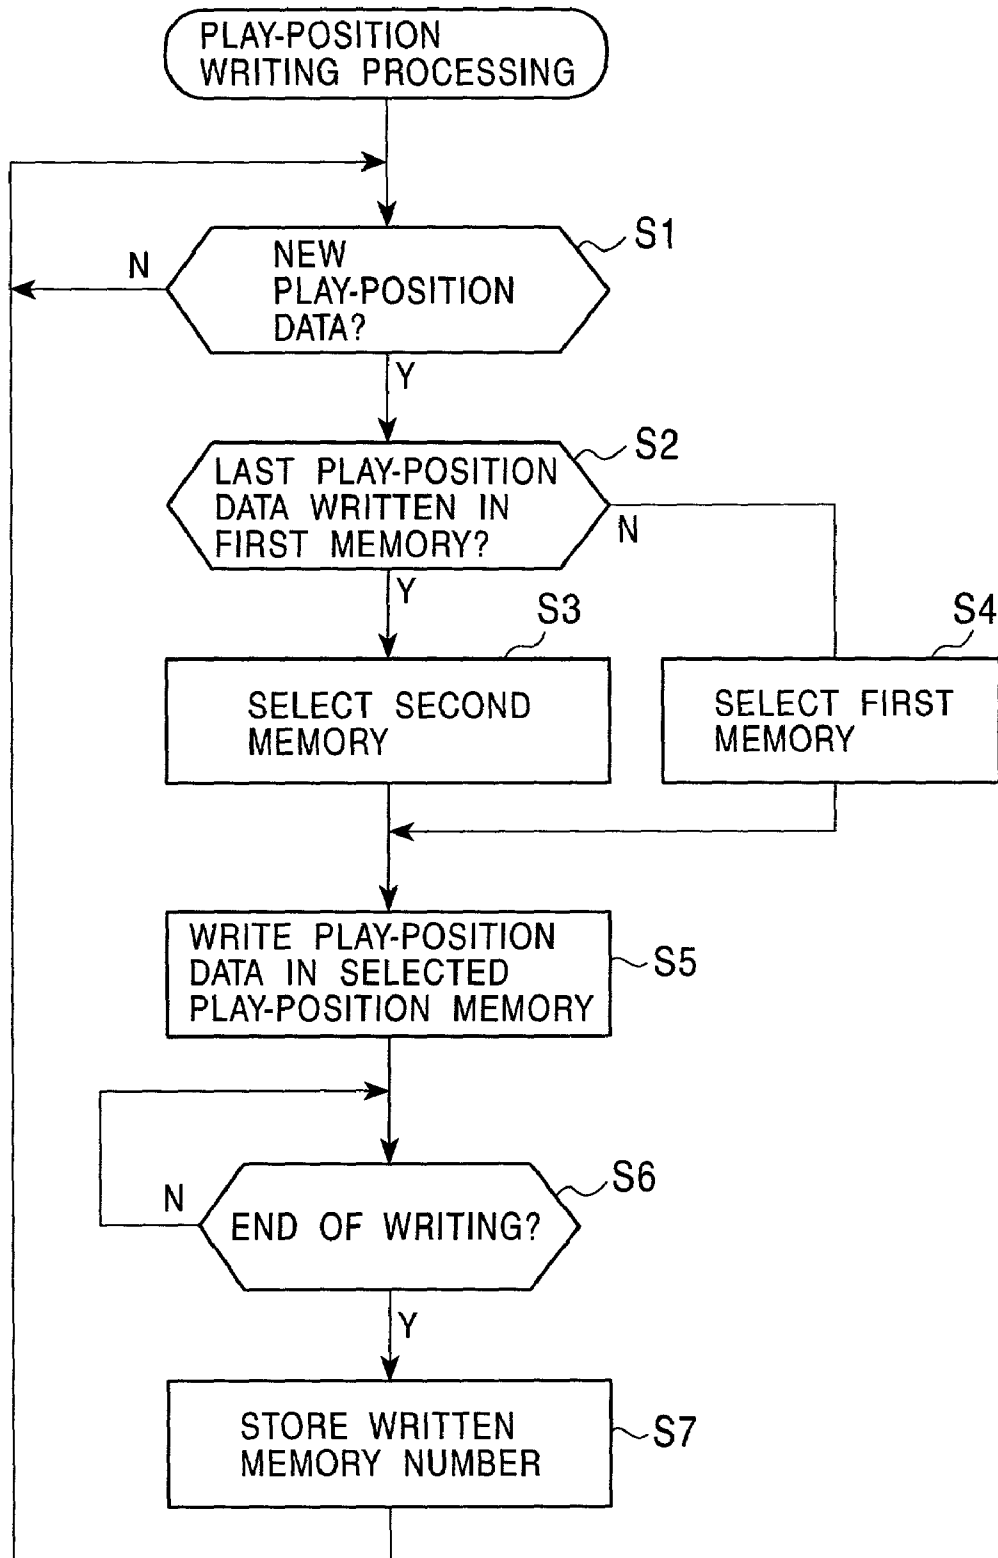 PLAY-POSITION
WRITING PROCESSING
S1
N
NEW
PLAY-POSITION
DATA?
Y
S2
LAST PLAY-POSITION
DATA WRITTEN IN
FIRST MEMORY?
N
Y
S3
S4
SELECT SECOND
MEMORY
SELECT FIRST
MEMORY
WRITE PLAY-POSITION
DATA IN SELECTED
PLAY-POSITION MEMORY
S5
S6
N
END OF WRITING?
Y
STORE WRITTEN
MEMORY NUMBER
S7